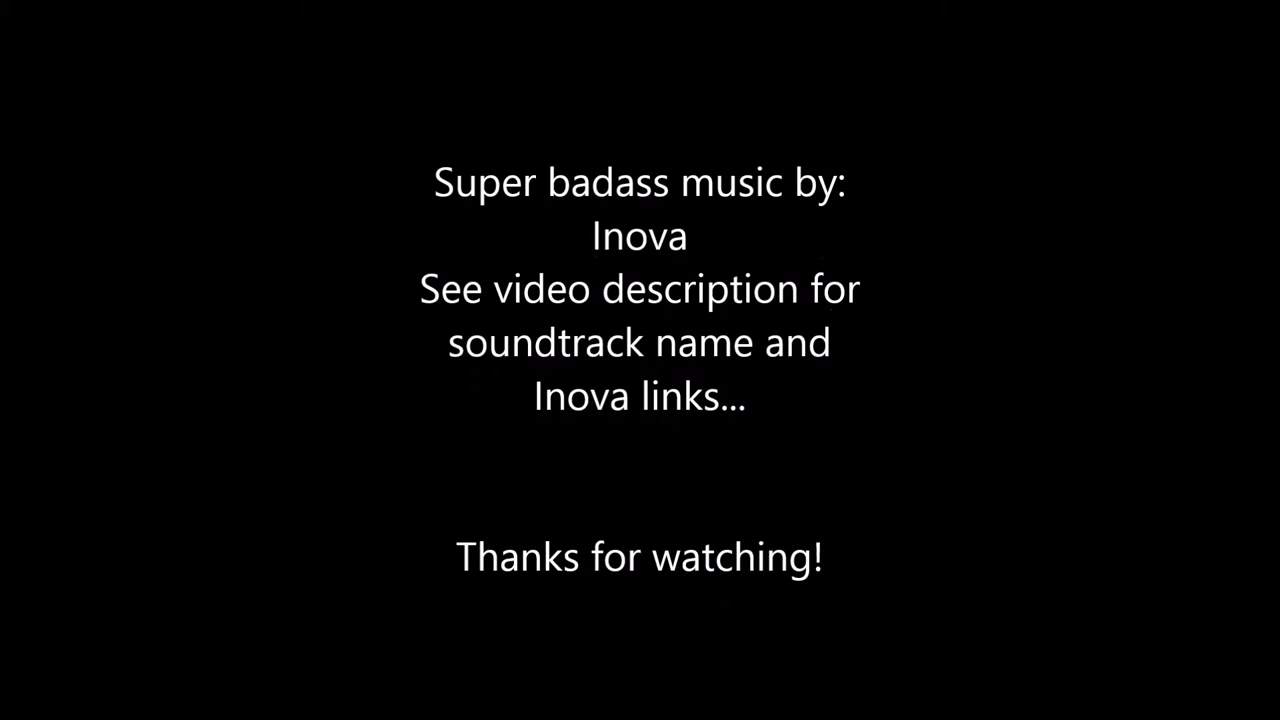 Super badass music by:
Inova
See video description for
soundtrack name and
Inova links...
Thanks for watching!